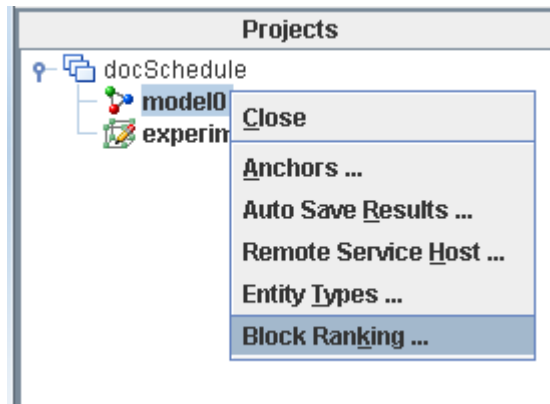 Projects
docSchedule
model0
experim
Close
Anchors ...
Auto Save Results ...
Remote Service Host ...
Entity Types ...
Block Ranking ...